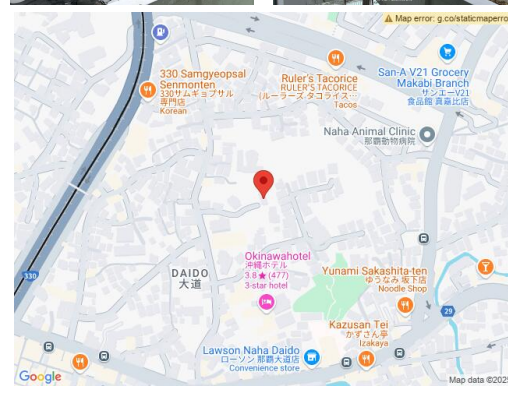 Map error: g.co/staticmaperro
330 Samgyeopsal
Senmonten
330サムギョプサル
専門店
Korean
Ruler's Tacorice
RULER'S TACORICE
(ルーラーズ タコライス…
Tacos
San-A V21 Grocery
Makabi Branch
サンエーV21
食品館 真嘉比店
Naha Animal Clinic
那覇動物病院
Okinawahotel
沖縄ホテル
3.8★ (477)
3-star hotel
DAIDO
大道
330
Yunami Sakashita-ten
ゆうなみ 坂下店
Noodle Shop
29
Kazusan Tei
かずさん亭
Izakaya
Lawson Naha Daido
ローソン 那覇大道店
Convenience store
Google
Map data ©2025